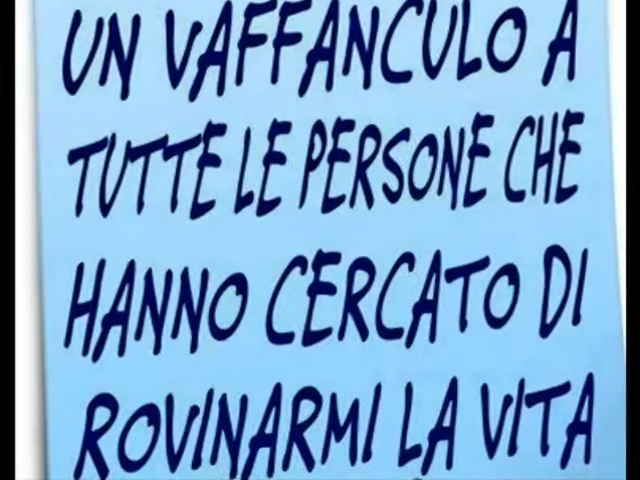 UN VAFFANCULO A
TUTTE LE PERSONE CHE
HANNO CERCATO DI
ROVINARMI LA VITA